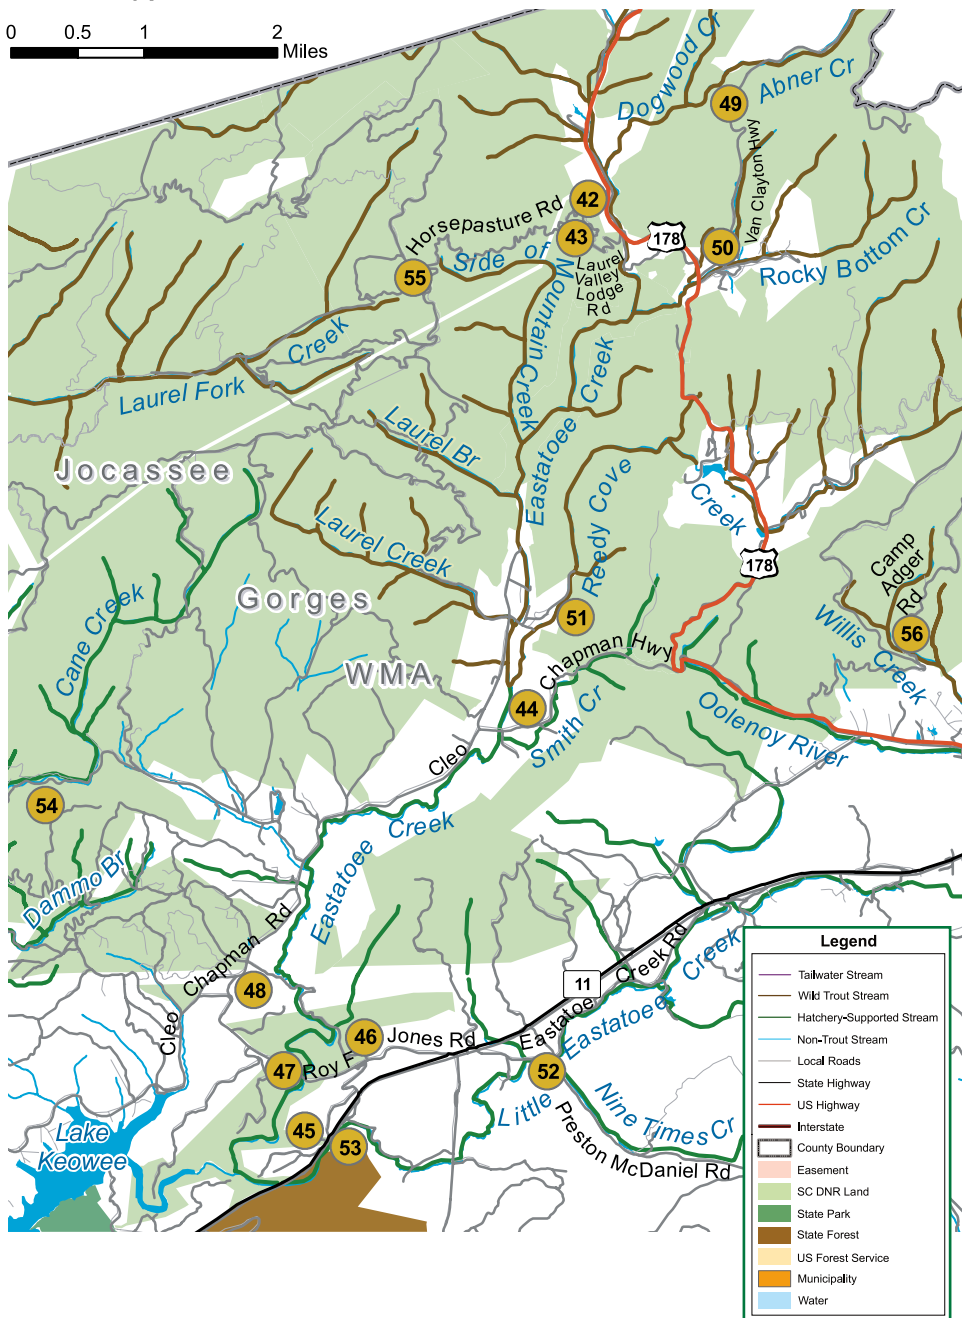 0 0.5 1 2
Miles
Dogwood Cr
Abner Cr
49
Van Clayton Hwy
42
Horsepasture Rd
43
178
50
Side of Mountain Creek
Laurel
Valley
Lodge
Rd
Rocky Bottom Cr
55
Laurel Fork Creek
Eastatoee Creek
Laurel Br
Jocassee
Reedy Cove Creek
Laurel Creek
178
Camp
Adger
Rd
Gorges
Cane Creek
51
56
Willis Creek
WMA
Cleo Chapman Hwy
44
Smith Cr
Oolenoy River
54
Eastatoee Creek
Dammo Br
Cleo Chapman Rd
48
11
Eastatoe Creek Rd
46
Roy F Jones Rd
47
52
Little Eastatoee Creek
Nine Times Cr
Preston McDaniel Rd
45
53
Lake
Keowee
Legend
Tailwater Stream
Wild Trout Stream
Hatchery-Supported Stream
Non-Trout Stream
Local Roads
State Highway
US Highway
Interstate
County Boundary
Easement
SC DNR Land
State Park
State Forest
US Forest Service
Municipality
Water